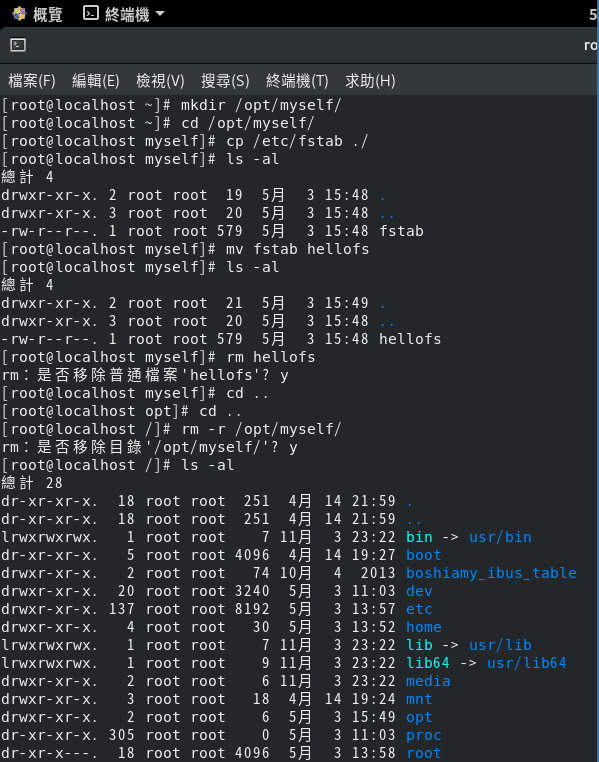 概覽 終端機 5
ro
檔案(F) 編輯(E) 檢視(V) 搜尋(S) 終端機(T) 求助(H)
[root@localhost ~]# mkdir /opt/myself/
[root@localhost ~]# cd /opt/myself/
[root@localhost myself]# cp /etc/fstab ./
[root@localhost myself]# ls -al
總計 4
drwxr-xr-x. 2 root root  19  5月  3 15:48 .
drwxr-xr-x. 3 root root  20  5月  3 15:48 ..
-rw-r--r--. 1 root root 579  5月  3 15:48 fstab
[root@localhost myself]# mv fstab hellofs
[root@localhost myself]# ls -al
總計 4
drwxr-xr-x. 2 root root  21  5月  3 15:49 .
drwxr-xr-x. 3 root root  20  5月  3 15:48 ..
-rw-r--r--. 1 root root 579  5月  3 15:48 hellofs
[root@localhost myself]# rm hellofs
rm：是否移除普通檔案'hellofs'? y
[root@localhost myself]# cd ..
[root@localhost opt]# cd ..
[root@localhost /]# rm -r /opt/myself/
rm：是否移除目錄'/opt/myself/'? y
[root@localhost /]# ls -al
總計 28
dr-xr-xr-x.  18 root root  251  4月 14 21:59 .
dr-xr-xr-x.  18 root root  251  4月 14 21:59 ..
lrwxrwxrwx.   1 root root    7 11月  3 23:22 bin -> usr/bin
dr-xr-xr-x.   5 root root 4096  4月 14 19:27 boot
drwxr-xr-x.   2 root root   74 10月  4  2013 boshiamy_ibus_table
drwxr-xr-x.  20 root root 3240  5月  3 11:03 dev
drwxr-xr-x. 137 root root 8192  5月  3 13:57 etc
drwxr-xr-x.   4 root root   30  5月  3 13:52 home
lrwxrwxrwx.   1 root root    7 11月  3 23:22 lib -> usr/lib
lrwxrwxrwx.   1 root root    9 11月  3 23:22 lib64 -> usr/lib64
drwxr-xr-x.   2 root root    6 11月  3 23:22 media
drwxr-xr-x.   3 root root   18  4月 14 19:24 mnt
drwxr-xr-x.   2 root root    6  5月  3 15:49 opt
dr-xr-xr-x. 305 root root    0  5月  3 11:03 proc
dr-xr-x---.  18 root root 4096  5月  3 13:58 root